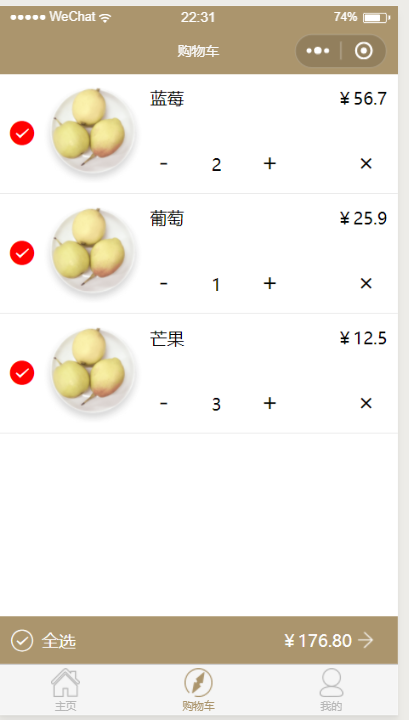 ●●●●● WeChat 22:31 74%
购物车
蓝莓 ¥56.7
- 2 + ×
葡萄 ¥25.9
- 1 + ×
芒果 ¥12.5
- 3 + ×
全选 ¥176.80
主页 购物车 我的